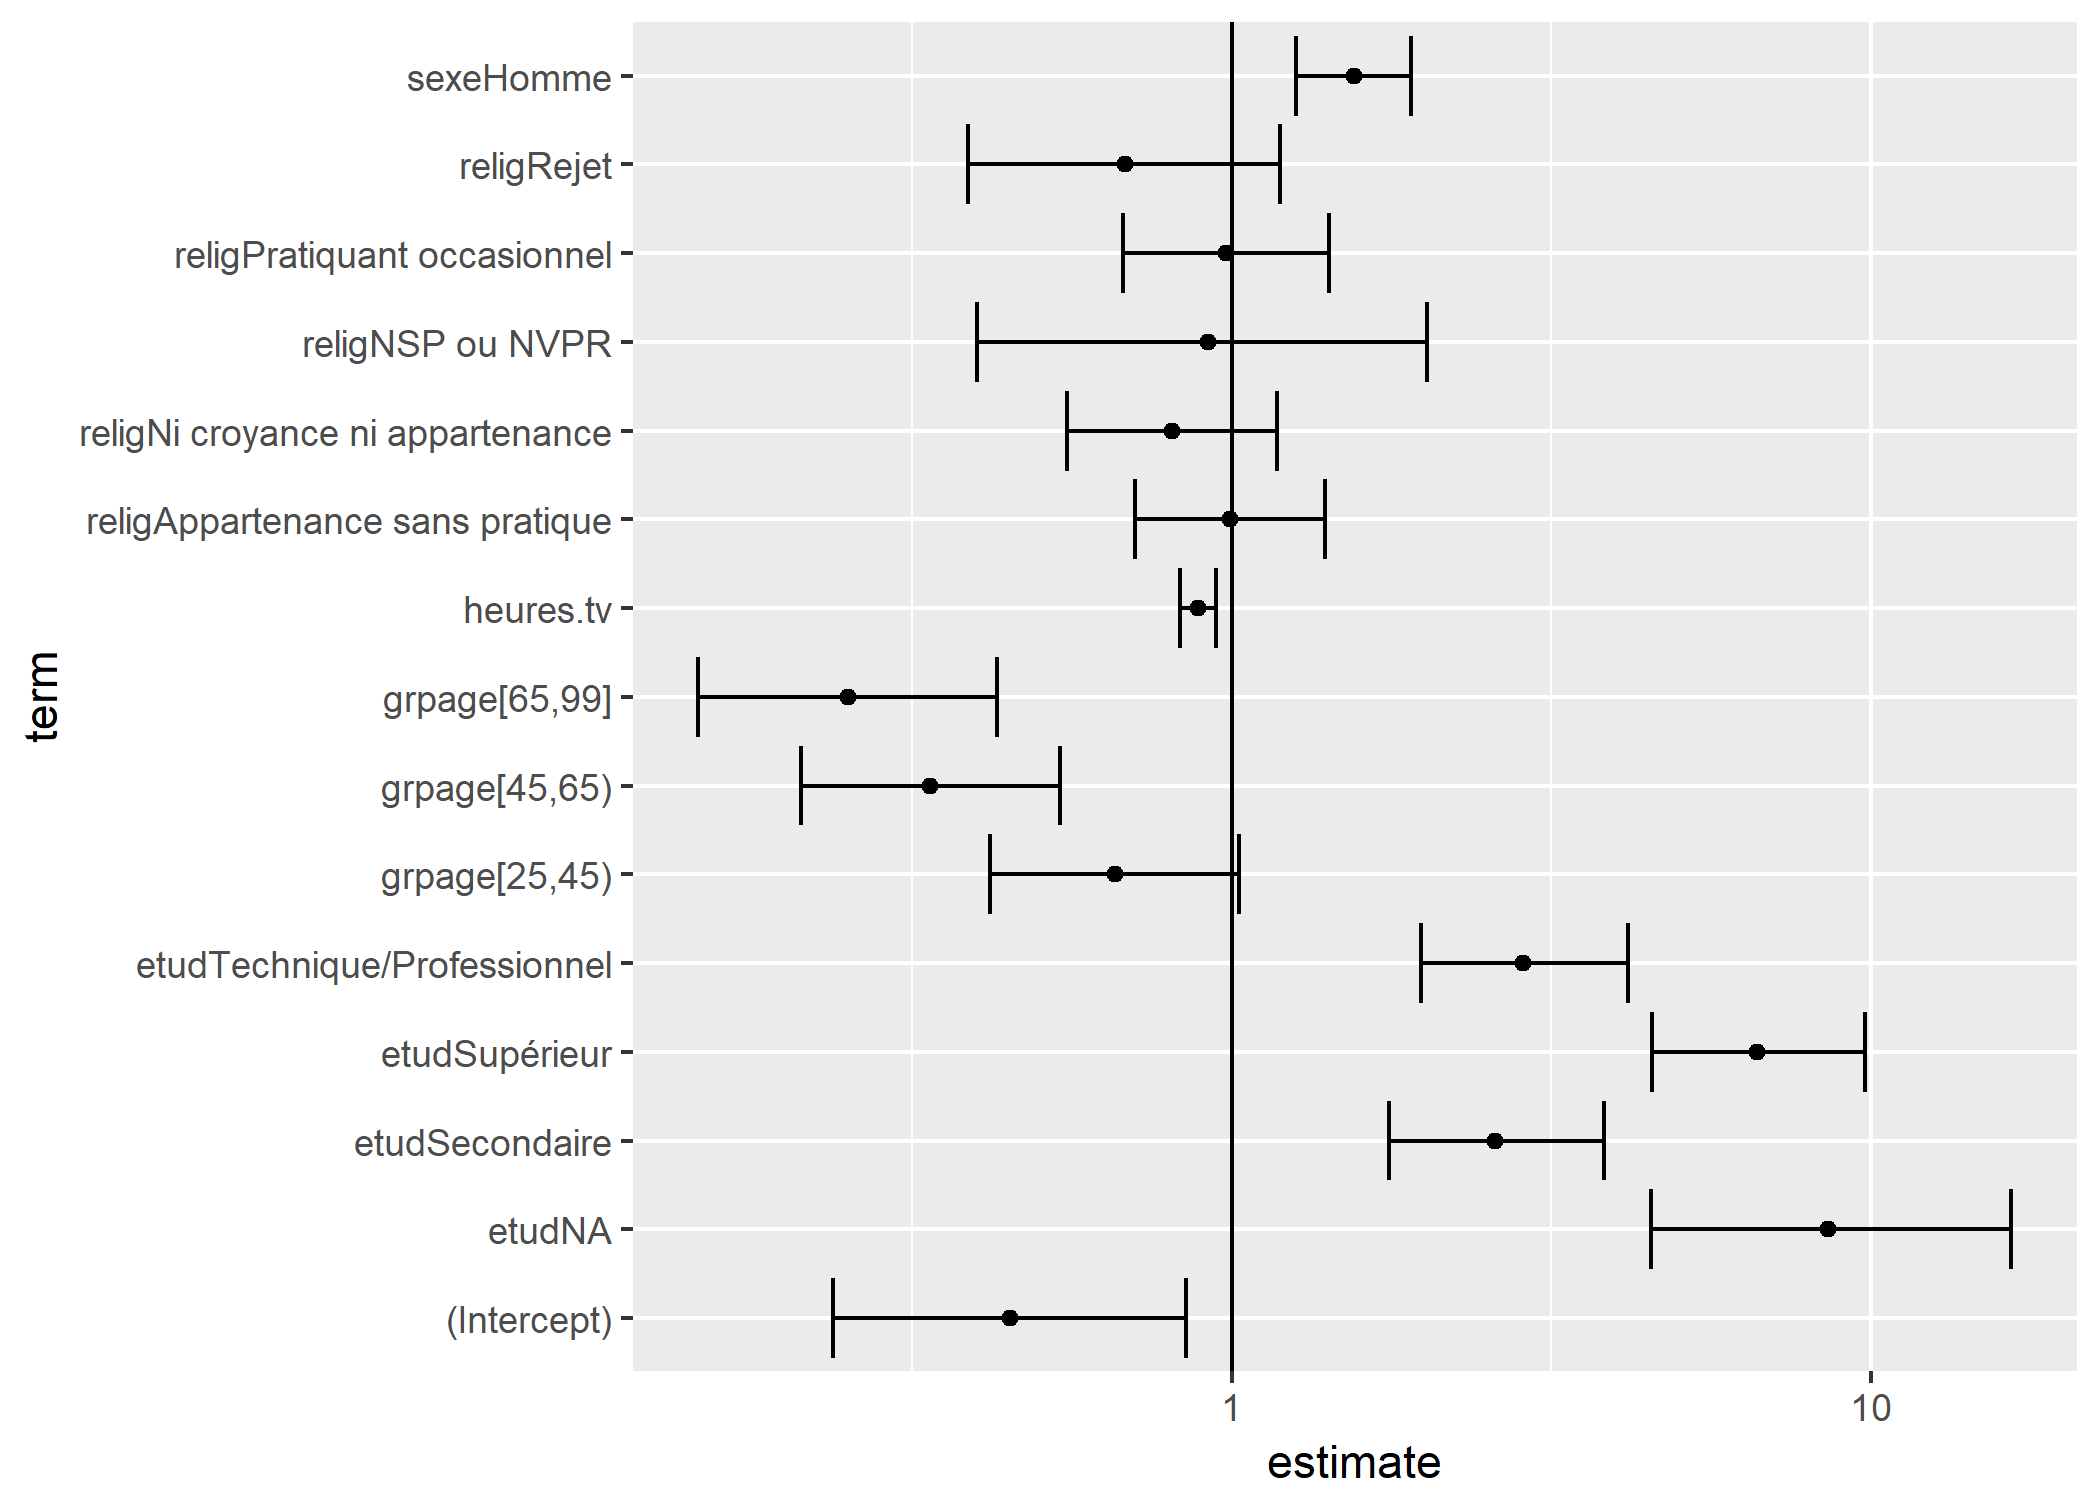 sexeHomme
religRejet
religPratiquant occasionnel
religNSP ou NVPR
religNi croyance ni appartenance
religAppartenance sans pratique
heures.tv
grpage[65,99]
grpage[45,65)
grpage[25,45)
etudTechnique/Professionnel
etudSupérieur
etudSecondaire
etudNA
(Intercept)
term
1 10
estimate